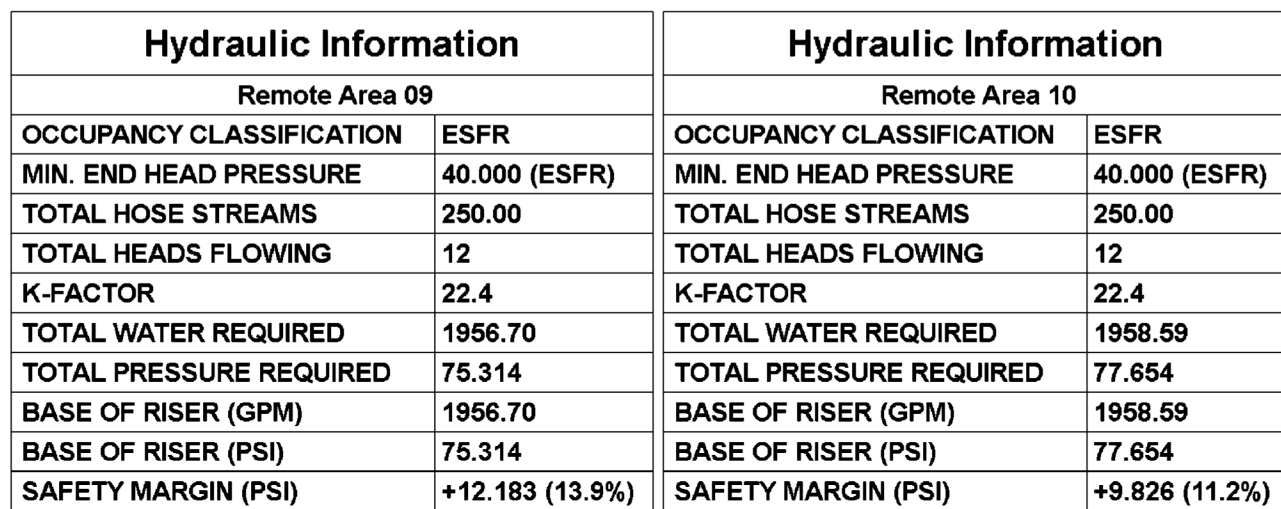 Hydraulic Information
Remote Area 09
OCCUPANCY CLASSIFICATION ESFR
MIN. END HEAD PRESSURE 40.000 (ESFR)
TOTAL HOSE STREAMS 250.00
TOTAL HEADS FLOWING 12
K-FACTOR 22.4
TOTAL WATER REQUIRED 1956.70
TOTAL PRESSURE REQUIRED 75.314
BASE OF RISER (GPM) 1956.70
BASE OF RISER (PSI) 75.314
SAFETY MARGIN (PSI) +12.183 (13.9%)
Hydraulic Information
Remote Area 10
OCCUPANCY CLASSIFICATION ESFR
MIN. END HEAD PRESSURE 40.000 (ESFR)
TOTAL HOSE STREAMS 250.00
TOTAL HEADS FLOWING 12
K-FACTOR 22.4
TOTAL WATER REQUIRED 1958.59
TOTAL PRESSURE REQUIRED 77.654
BASE OF RISER (GPM) 1958.59
BASE OF RISER (PSI) 77.654
SAFETY MARGIN (PSI) +9.826 (11.2%)